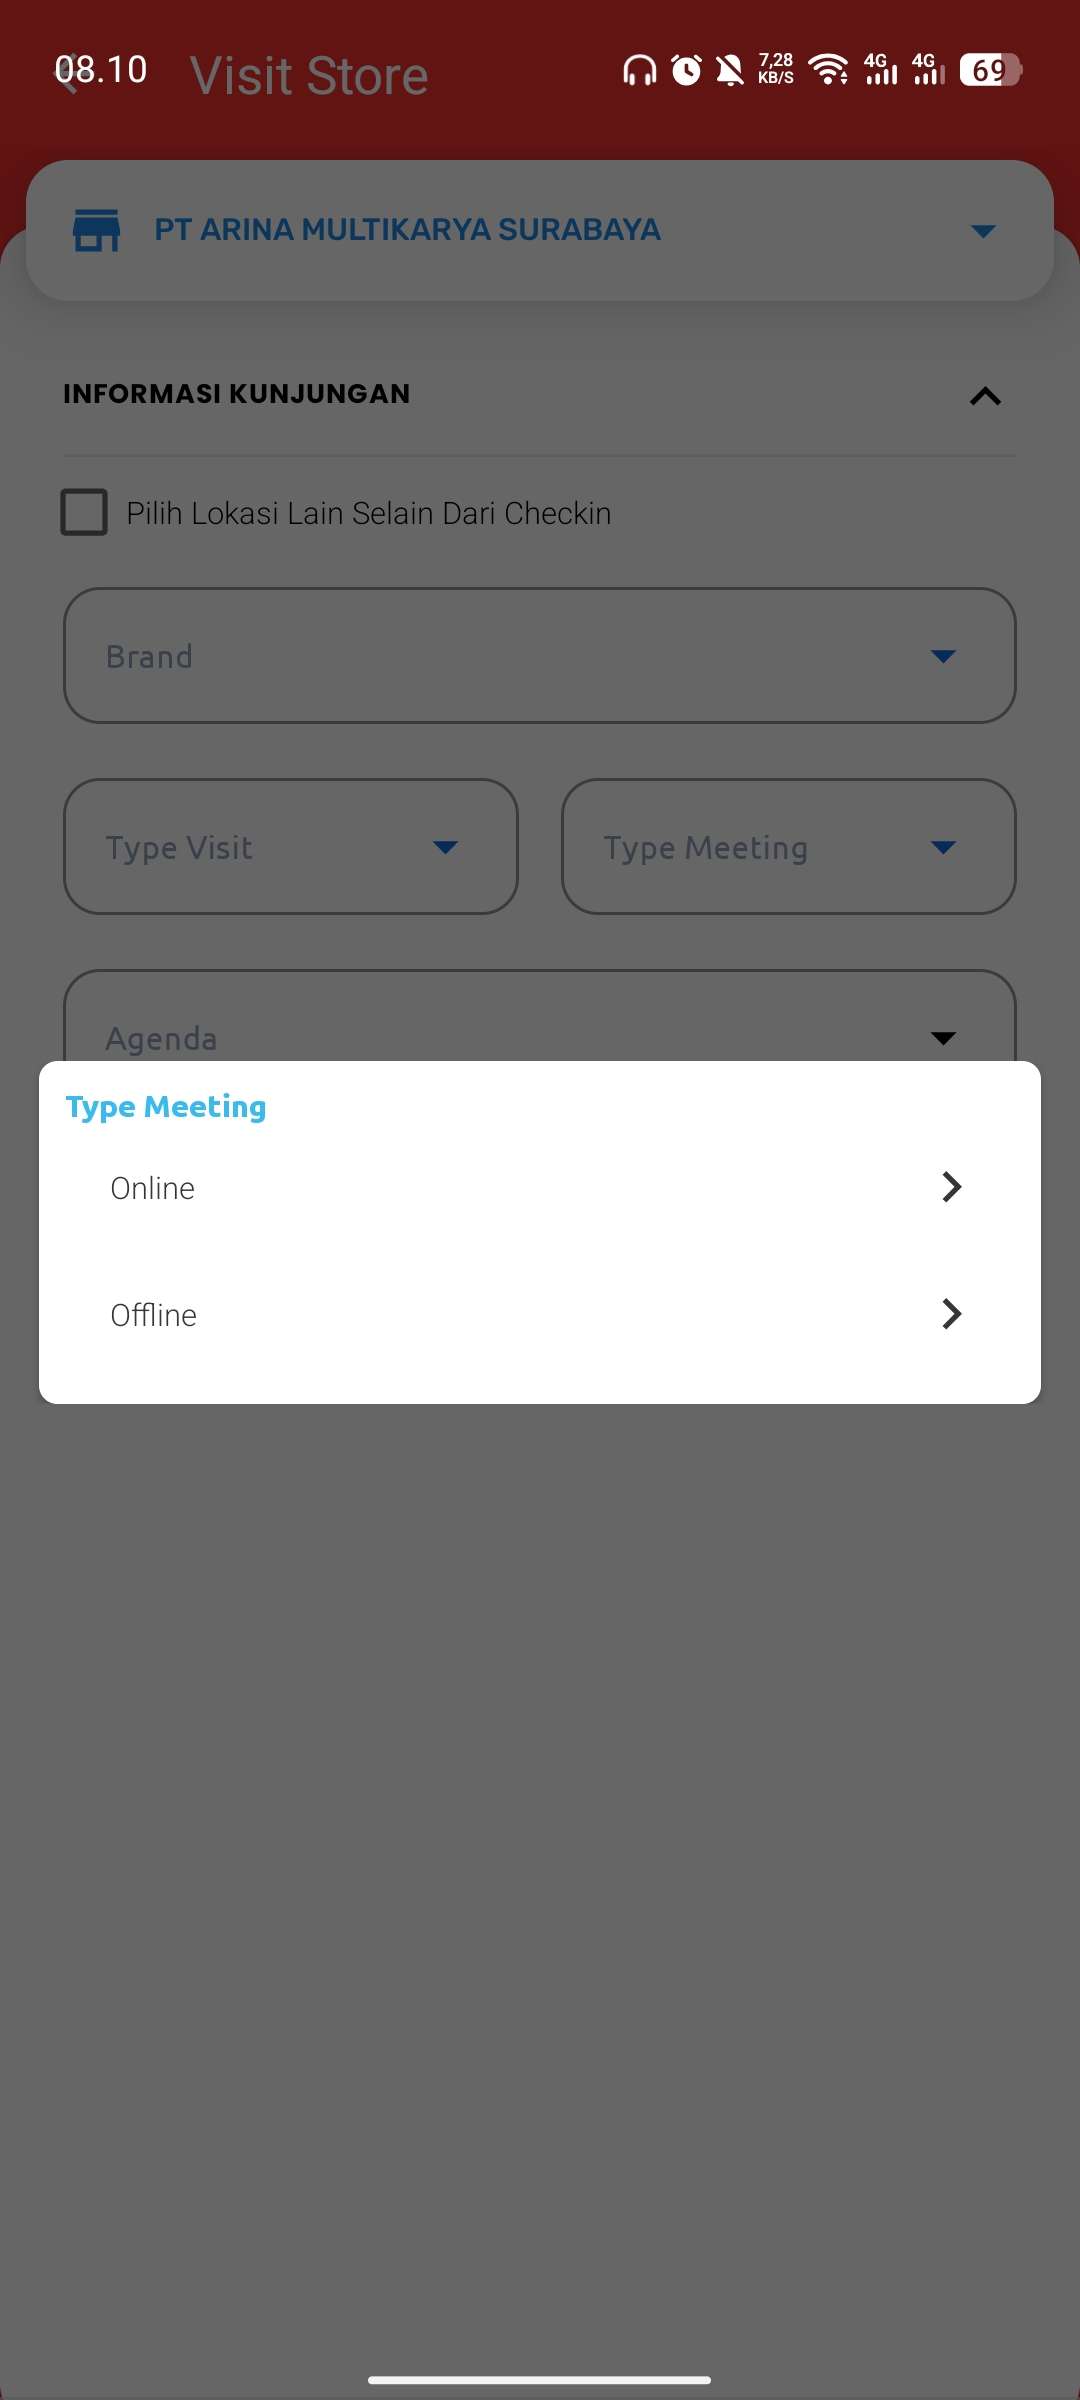 08.10 Visit Store 7,28 KB/S 4G 4G 69
PT ARINA MULTIKARYA SURABAYA
INFORMASI KUNJUNGAN
Pilih Lokasi Lain Selain Dari Checkin
Brand
Type Visit Type Meeting
Agenda
Type Meeting
Online
Offline